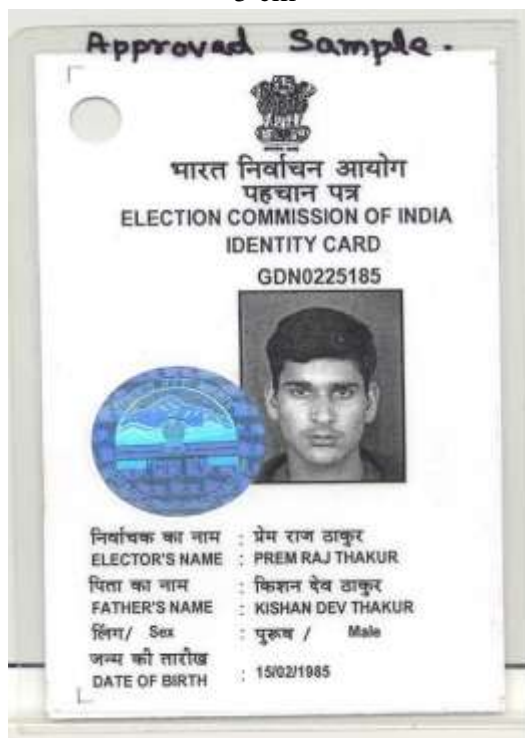 Approved Sample.
भारत निर्वाचन आयोग
पहचान पत्र
ELECTION COMMISSION OF INDIA
IDENTITY CARD
GDN0225185
निर्वाचक का नाम : प्रेम राज ठाकुर
ELECTOR'S NAME : PREM RAJ THAKUR
पिता का नाम : किशन देव ठाकुर
FATHER'S NAME : KISHAN DEV THAKUR
लिंग/ Sex : पुरूष / Male
जन्म की तारीख
DATE OF BIRTH : 15/02/1985